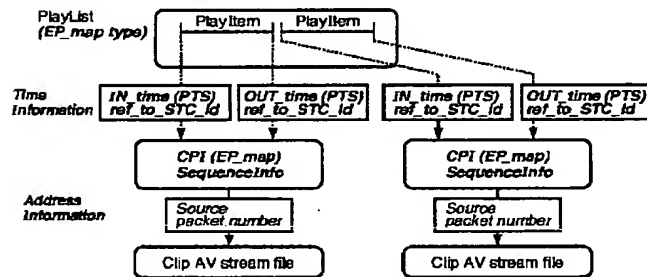 PlayList
(EP_map type)
PlayItem
PlayItem
Time
Information
IN_time (PTS)
ref_to_STC_id
OUT_time (PTS)
ref_to_STC_id
IN_time (PTS)
ref_to_STC_id
OUT_time (PTS)
ref_to_STC_id
CPI (EP_map)
SequenceInfo
CPI (EP_map)
SequenceInfo
Address
Information
Source
packet number
Source
packet number
Clip AV stream file
Clip AV stream file